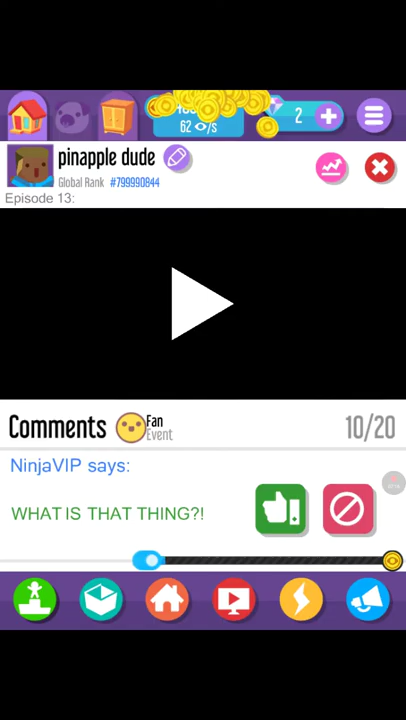 62 /s
2
pinapple dude
Global Rank #799990844
Episode 13:
Comments
Fan
Event
10/20
NinjaVIP says:
WHAT IS THAT THING?!